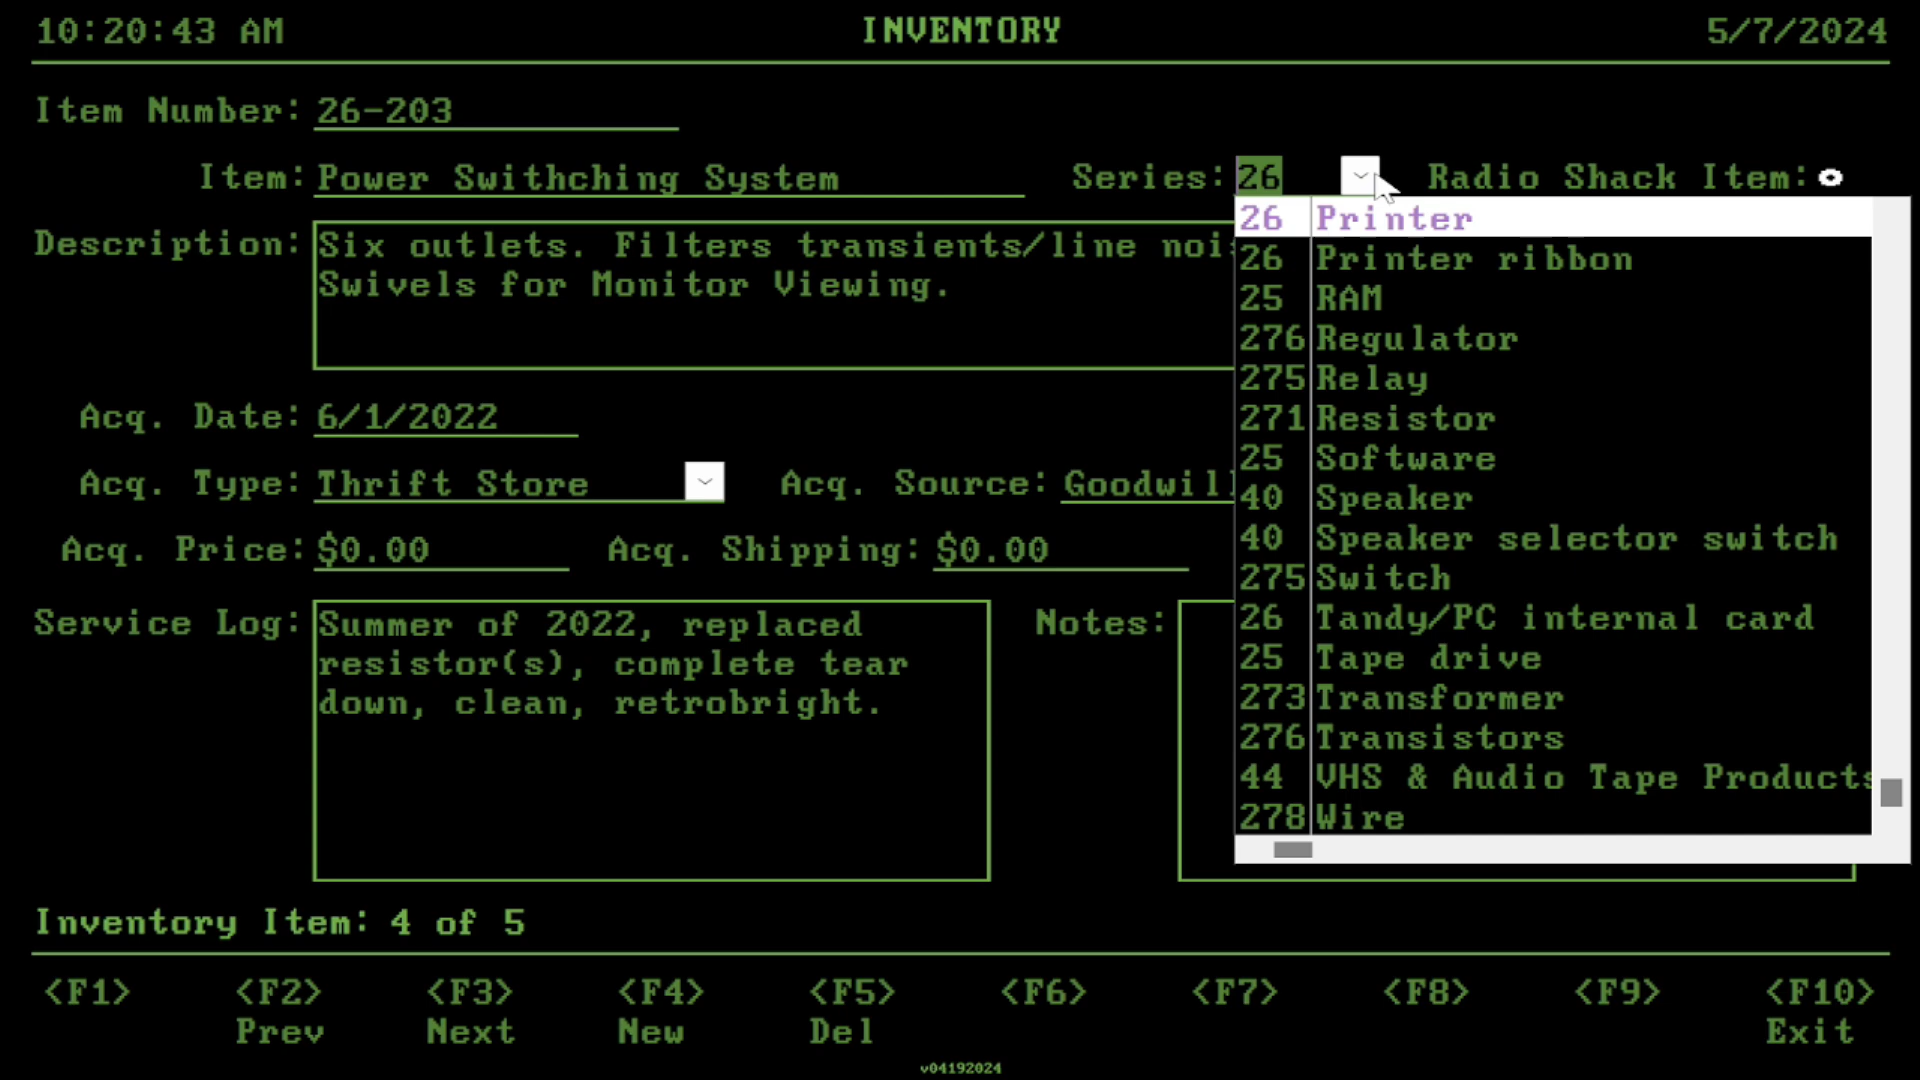 10:20:43 AM INVENTORY 5/7/2024
Item Number: 26-203
Item: Power Swithching System Series: 26 Radio Shack Item:
Description: Six outlets. Filters transients/line
Swivels for Monitor Viewing.
26 Printer
26 Printer ribbon
25 RAM
276 Regulator
275 Relay
271 Resistor
25 Software
40 Speaker
40 Speaker selector switch
275 Switch
26 Tandy/PC internal card
25 Tape drive
273 Transformer
276 Transistors
44 VHS & Audio Tape Products
278 Wire
Acq. Date: 6/1/2022
Acq. Type: Thrift Store Acq. Source: Goodwill
Acq. Price: $0.00 Acq. Shipping: $0.00
Service Log: Summer of 2022, replaced
resistor(s), complete tear
down, clean, retrobright.
Notes:
Inventory Item: 4 of 5
<F1> <F2> <F3> <F4> <F5> <F6> <F7> <F8> <F9> <F10>
Prev Next New Del Exit
v04192024